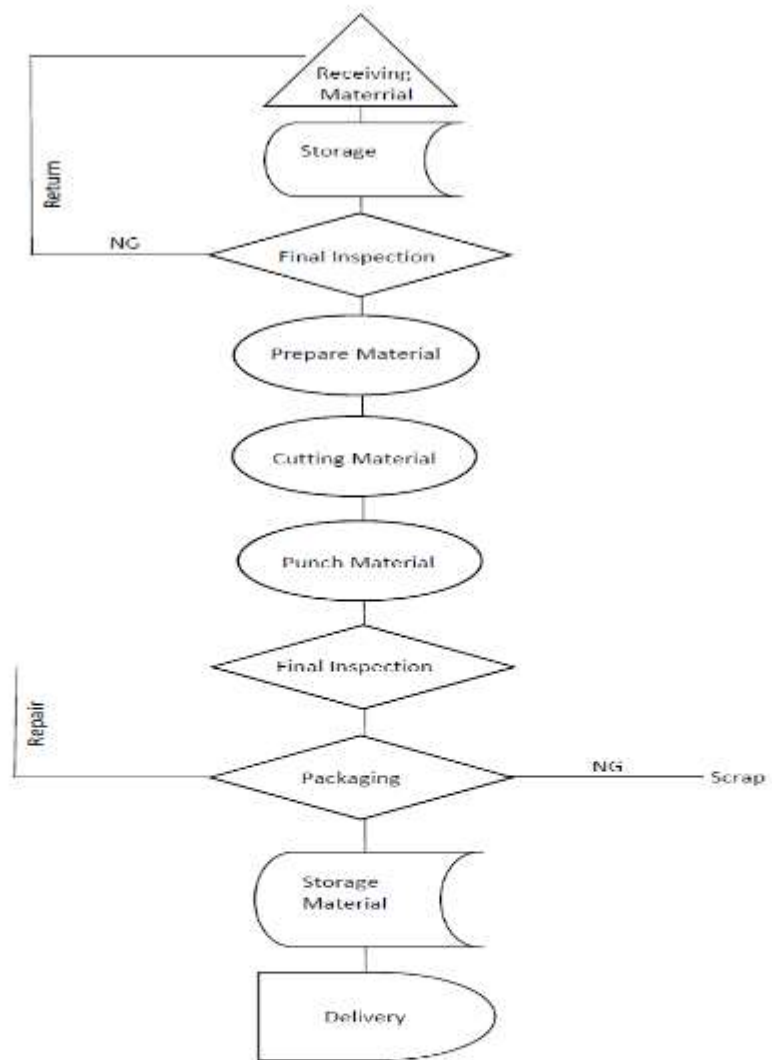 Receiving
Materrial
Storage
Return
NG
Final Inspection
Prepare Material
Cutting Material
Punch Material
Final Inspection
Repair
Packaging
NG
Scrap
Storage
Material
Delivery